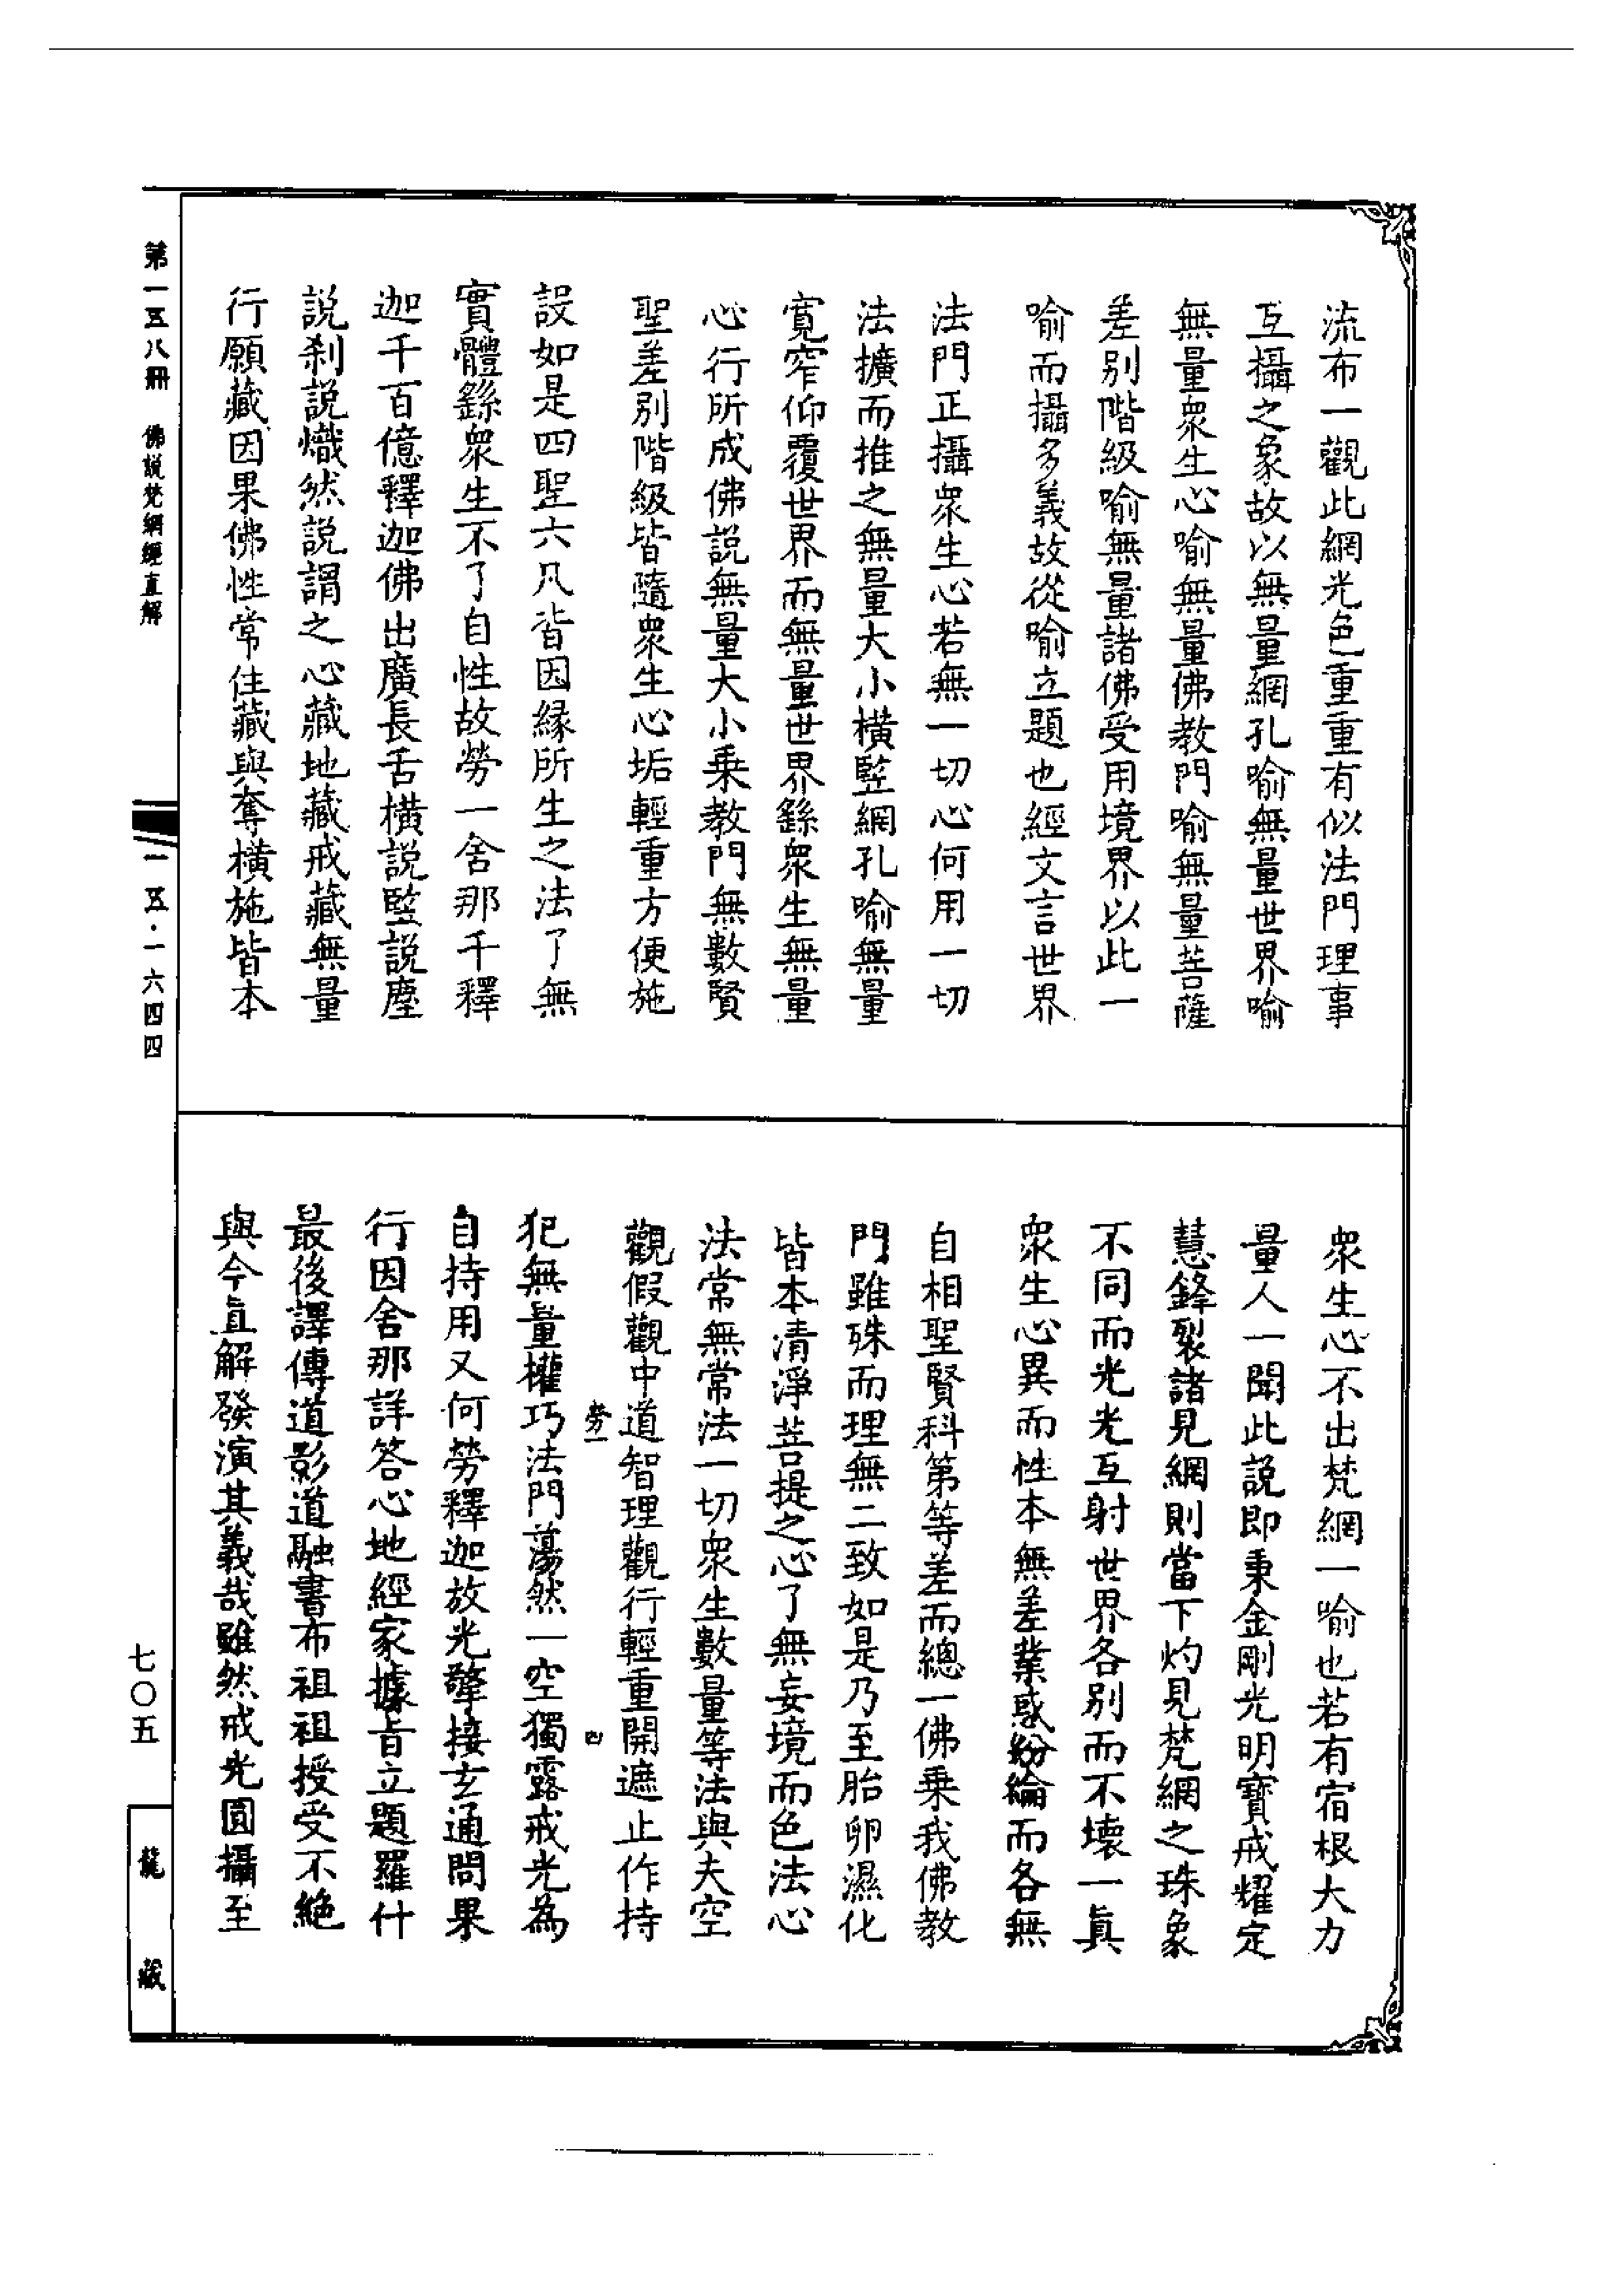 流布一觀此網光色重重有似法門理事
互攝之象故以無量網孔喻無量世界喻
無量衆生心喻無量佛教門喻無量菩薩
差別階級喻無量諸佛受用境界以此一
喻而攝多義故從喻立題也經文言世界
法門正攝衆生心若無一切心何用一切
法擴而推之無量大小橫竪網孔喻無量
寬窄仰覆世界而無量世界繇衆生無量
心行所成佛説無量大小乗教門無數賢
聖差別階級皆隨衆生心垢輕重方便施
設如是四聖六凡皆因緣所生之法了無
實體繇衆生不了自性故勞一舍那千釋
迦千百億釋迦佛出廣長舌橫説竪説塵
説刹説熾然説謂之心藏地藏戒藏無量
行願藏因果佛性常住藏與奪橫施皆本
衆生心不出梵網一喻也若有宿根大力
量人一聞此説即秉金剛光明寶戒耀定
慧鋒裂諸見網則當下灼見梵網之珠象
不同而光光互射世界各別而不壞一眞
衆生心異而性本無差業惑紛綸而各無
自相聖賢科第等差而總一佛乗我佛教
門雖殊而理無二致如是乃至胎卵濕化
皆本清淨菩提之心了無妄境而色法心
法常無常法一切衆生數量等法與夫空
觀假觀中道智理觀行輕重開遮止作持
勞一
四
犯無量權巧法門蕩然一空獨露戒光為
自持用又何勞釋迦放光擎接玄通問果
行因舍那詳答心地經家據旨立題羅什
最後譯傳道影道融書布祖祖授受不絶
與今直解發演其義哉雖然戒光圓攝至
第一五八冊 佛説梵網經直解
一五·一六四四
七〇五
龍藏